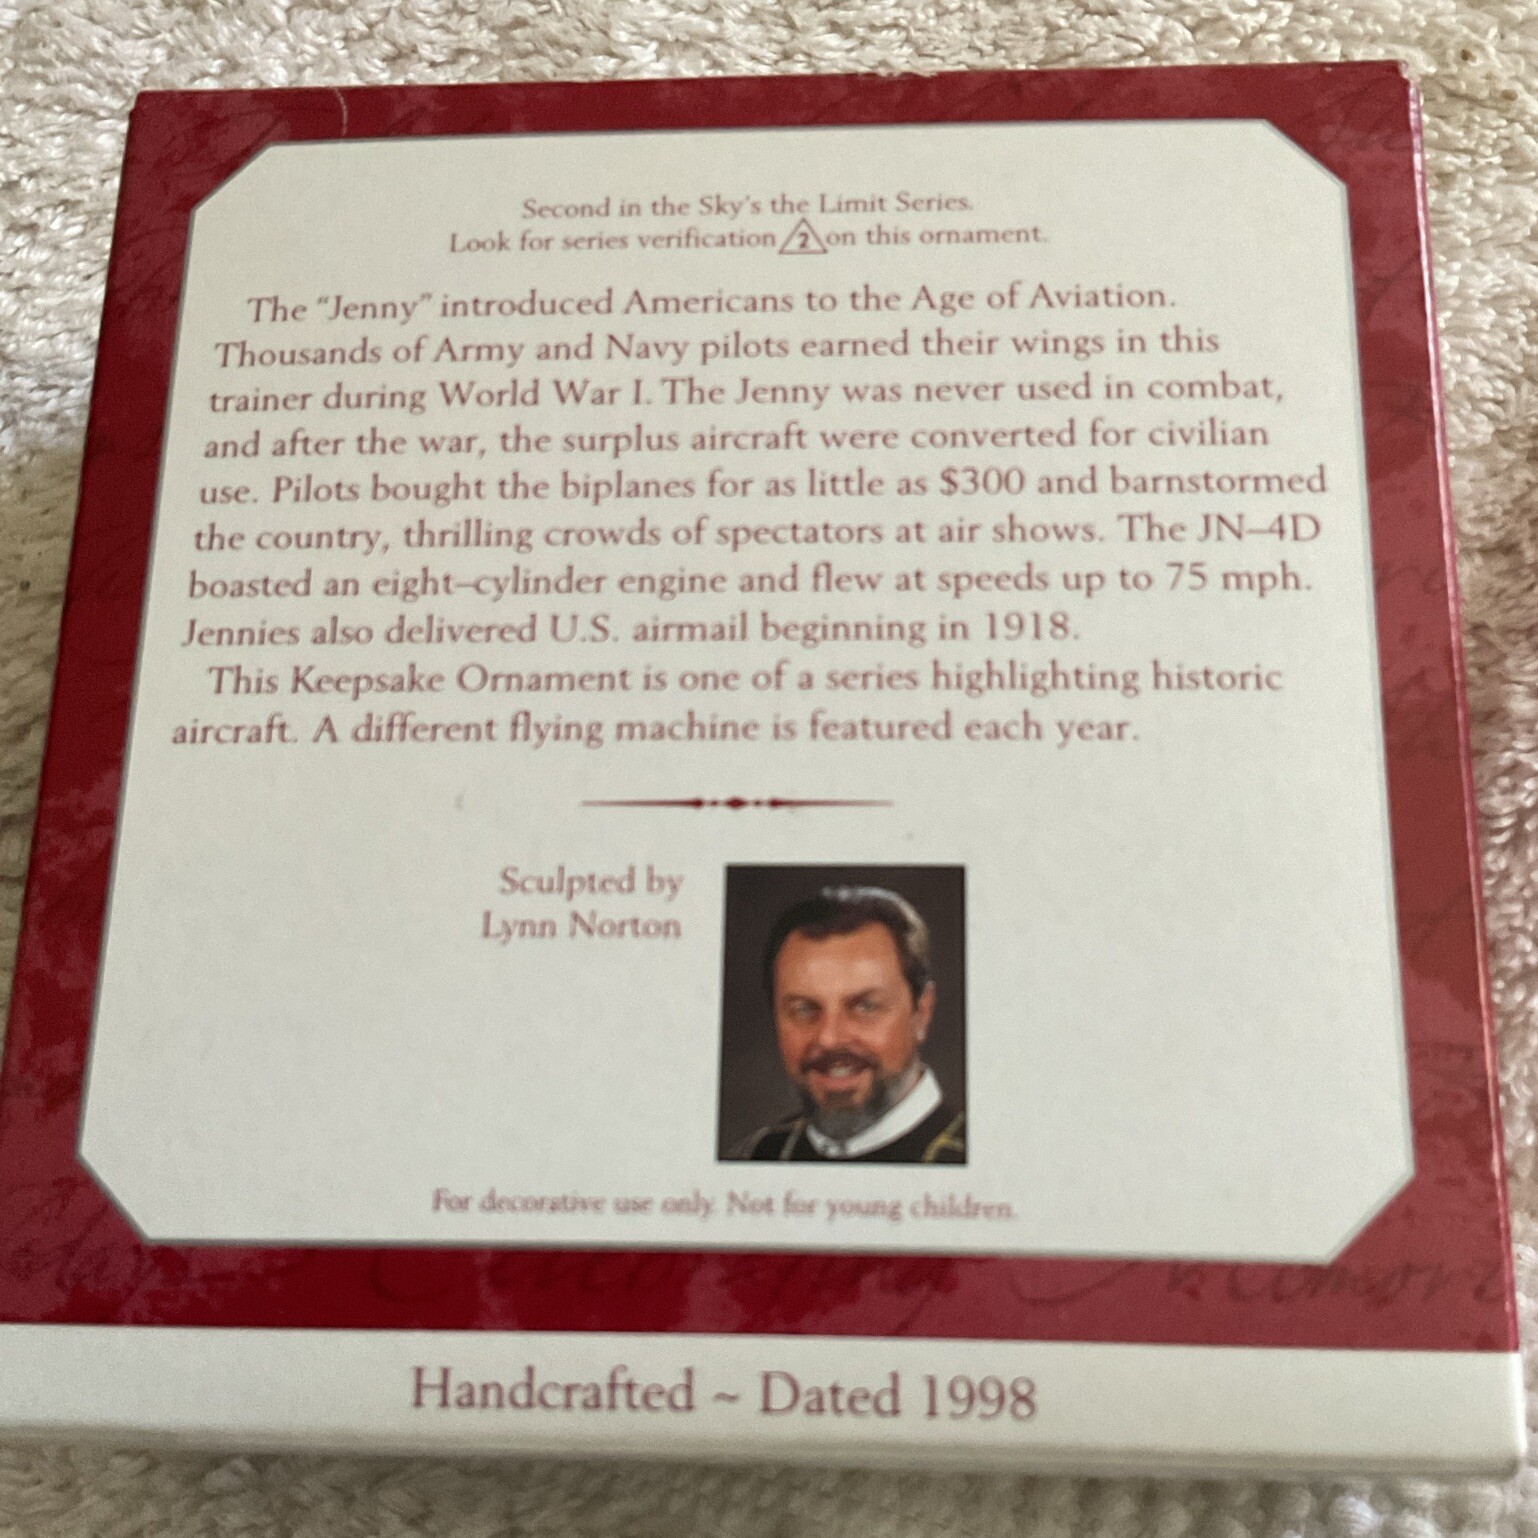 Second in the Sky's the Limit Series.
Look for series verification 2 on this ornament.
The “Jenny” introduced Americans to the Age of Aviation.
Thousands of Army and Navy pilots earned their wings in this
trainer during World War I. The Jenny was never used in combat,
and after the war, the surplus aircraft were converted for civilian
use. Pilots bought the biplanes for as little as $300 and barnstormed
the country, thrilling crowds of spectators at air shows. The JN–4D
boasted an eight–cylinder engine and flew at speeds up to 75 mph.
Jennies also delivered U.S. airmail beginning in 1918.
This Keepsake Ornament is one of a series highlighting historic
aircraft. A different flying machine is featured each year.
Sculpted by
Lynn Norton
For decorative use only. Not for young children.
Handcrafted ~ Dated 1998